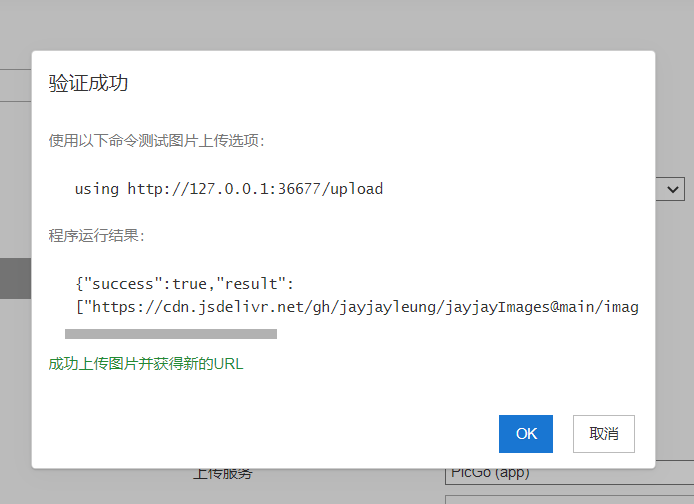 验证成功
使用以下命令测试图片上传选项：
using http://127.0.0.1:36677/upload
程序运行结果：
{"success":true,"result":
["https://cdn.jsdelivr.net/gh/jayjayleung/jayjayImages@main/imag
成功上传图片并获得新的URL
OK 取消
上传服务 PicGo (app)